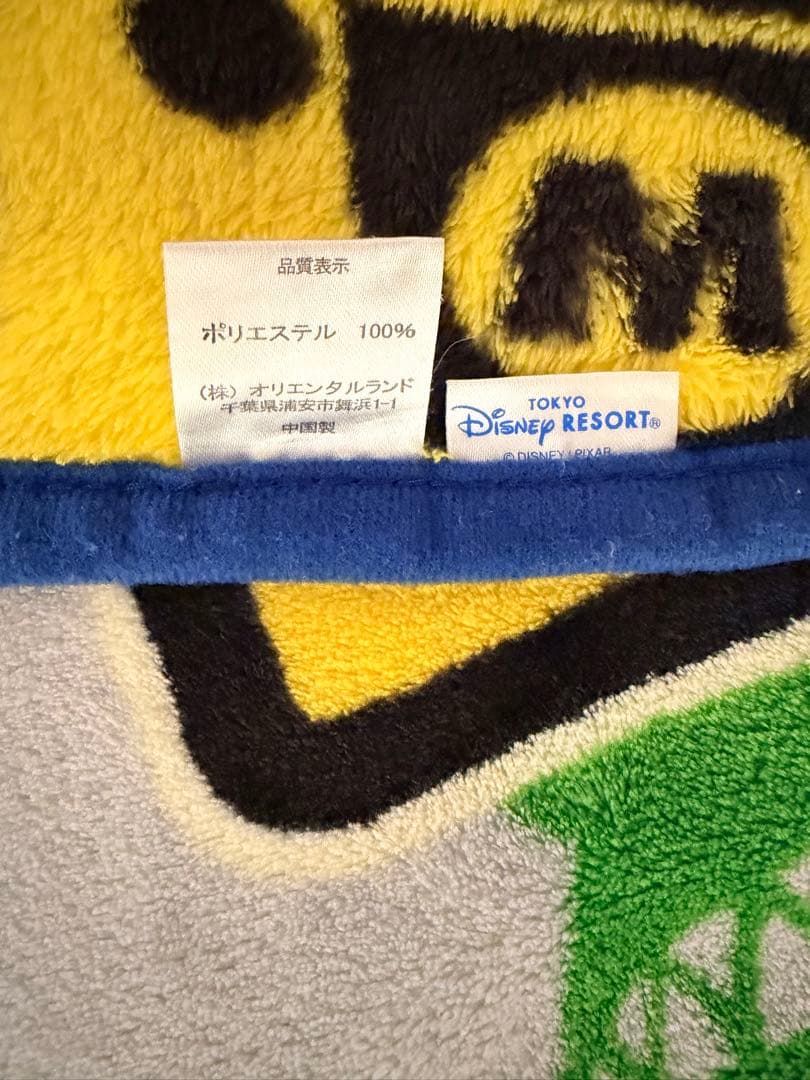 M
品質表示
ポリエステル 100%
(株) オリエンタルランド
千葉県浦安市舞浜1-1
中国製
TOKYO
Disney RESORT®
© DISNEY / PIXAR